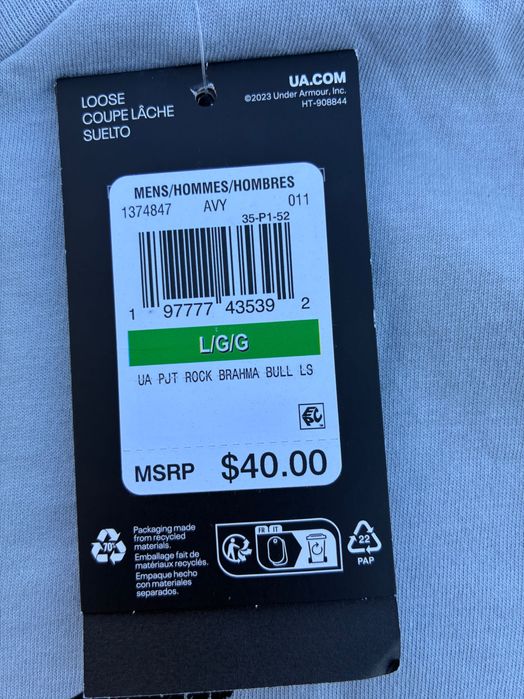 LOOSE
COUPE LÂCHE
SUELTO
UA.COM
©2023 Under Armour, Inc.
HT-908844
MENS/HOMMES/HOMBRES
1374847 AVY 011
35-P1-52
1 97777 43539 2
L/G/G
UA PJT ROCK BRAHMA BULL LS
EPC
MSRP $40.00
70%
Packaging made
from recycled
materials.
Emballage fait de
matériaux recyclés.
Empaque hecho
con materiales
separados.
FR IT
22
PAP